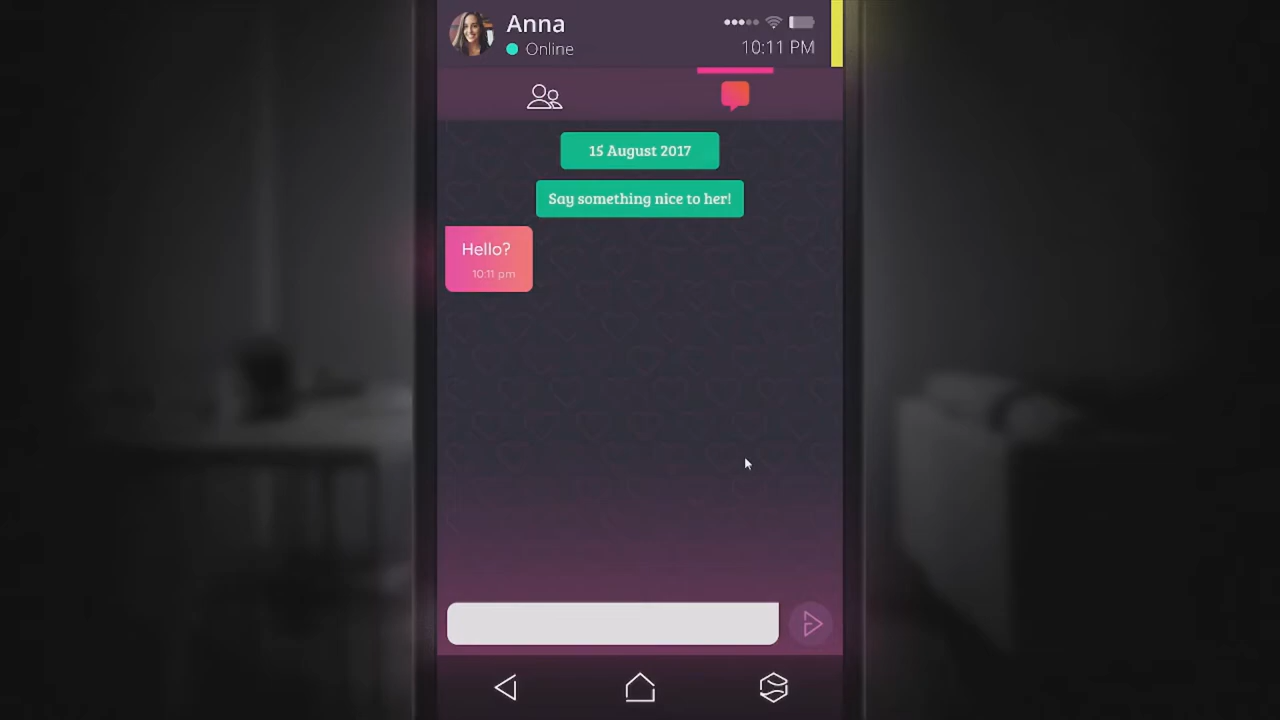 Anna
Online
10:11 PM
15 August 2017
Say something nice to her!
Hello?
10:11 pm